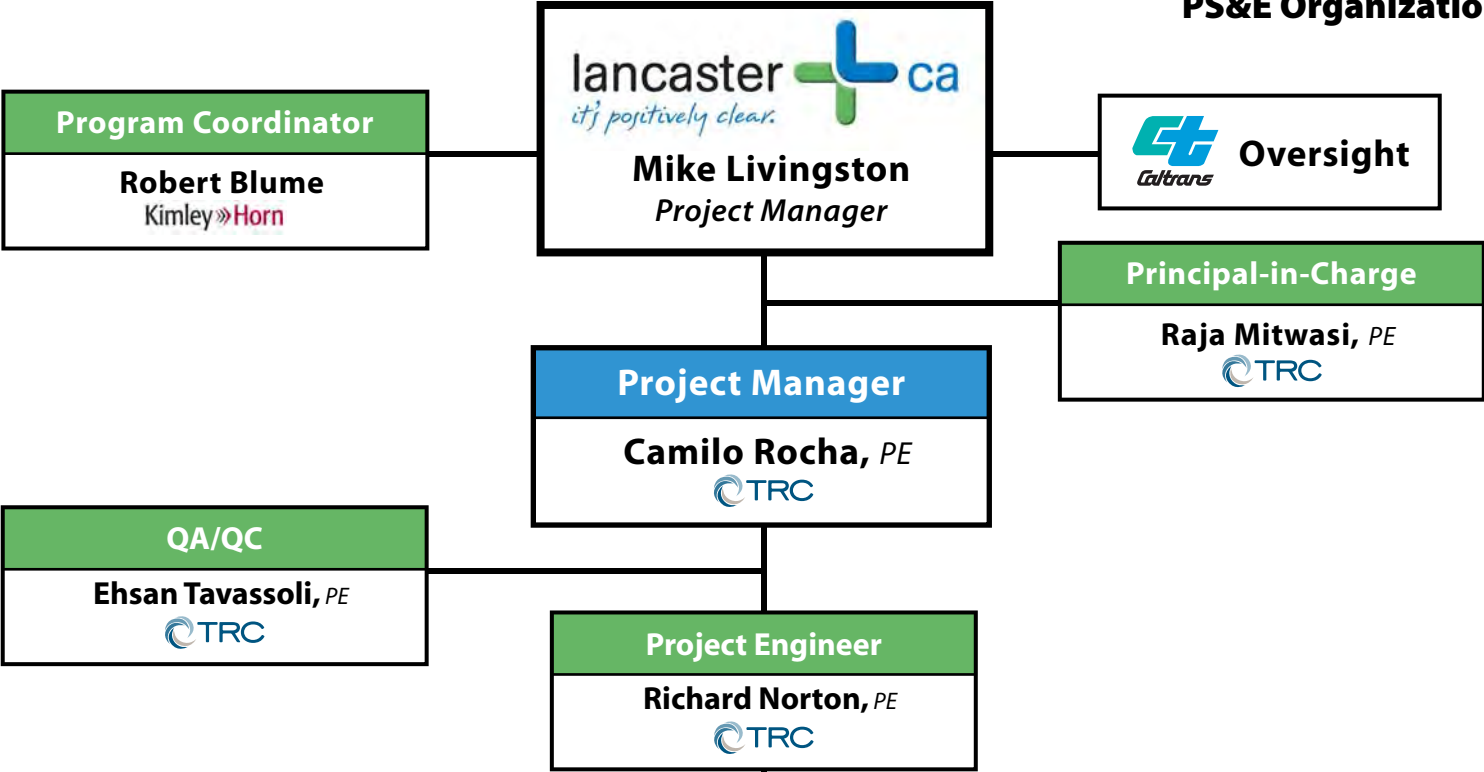 PS&E Organizatio
lancaster ca
it's positively clear.
Mike Livingston
Project Manager
Program Coordinator
Robert Blume
Kimley»Horn
Caltrans
Oversight
Principal-in-Charge
Raja Mitwasi, PE
TRC
Project Manager
Camilo Rocha, PE
TRC
QA/QC
Ehsan Tavassoli, PE
TRC
Project Engineer
Richard Norton, PE
TRC